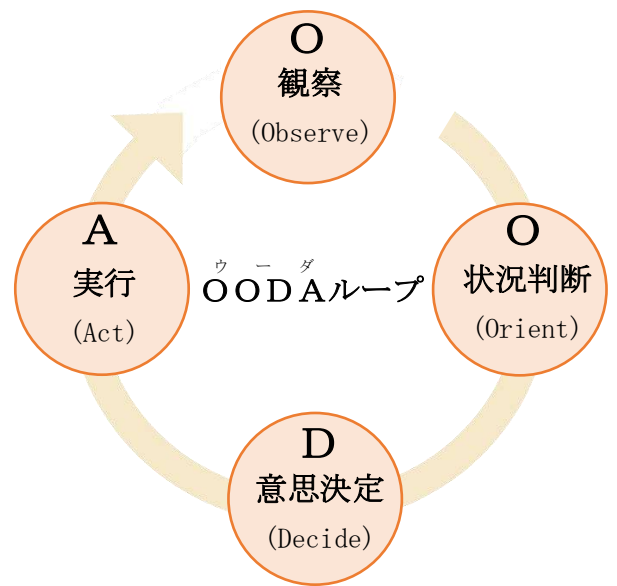 O
観察
(Observe)
O
状況判断
(Orient)
D
意思決定
(Decide)
A
実行
(Act)
ウーダ
OODAループ